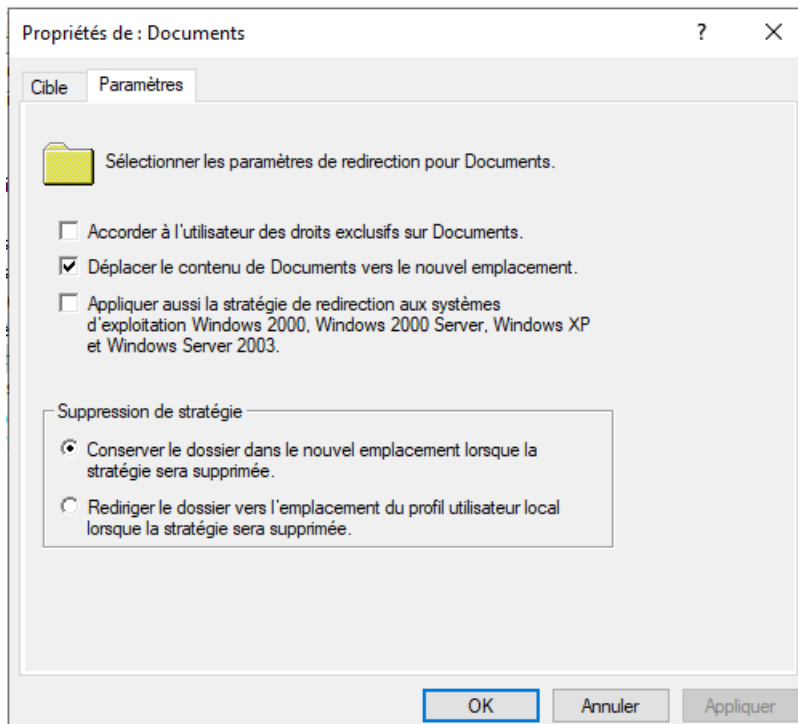 Propriétés de : Documents
? ×
Cible Paramètres
Sélectionner les paramètres de redirection pour Documents.
Accorder à l'utilisateur des droits exclusifs sur Documents.
Déplacer le contenu de Documents vers le nouvel emplacement.
Appliquer aussi la stratégie de redirection aux systèmes
d'exploitation Windows 2000, Windows 2000 Server, Windows XP
et Windows Server 2003.
Suppression de stratégie
Conserver le dossier dans le nouvel emplacement lorsque la
stratégie sera supprimée.
Rediriger le dossier vers l'emplacement du profil utilisateur local
lorsque la stratégie sera supprimée.
OK Annuler Appliquer